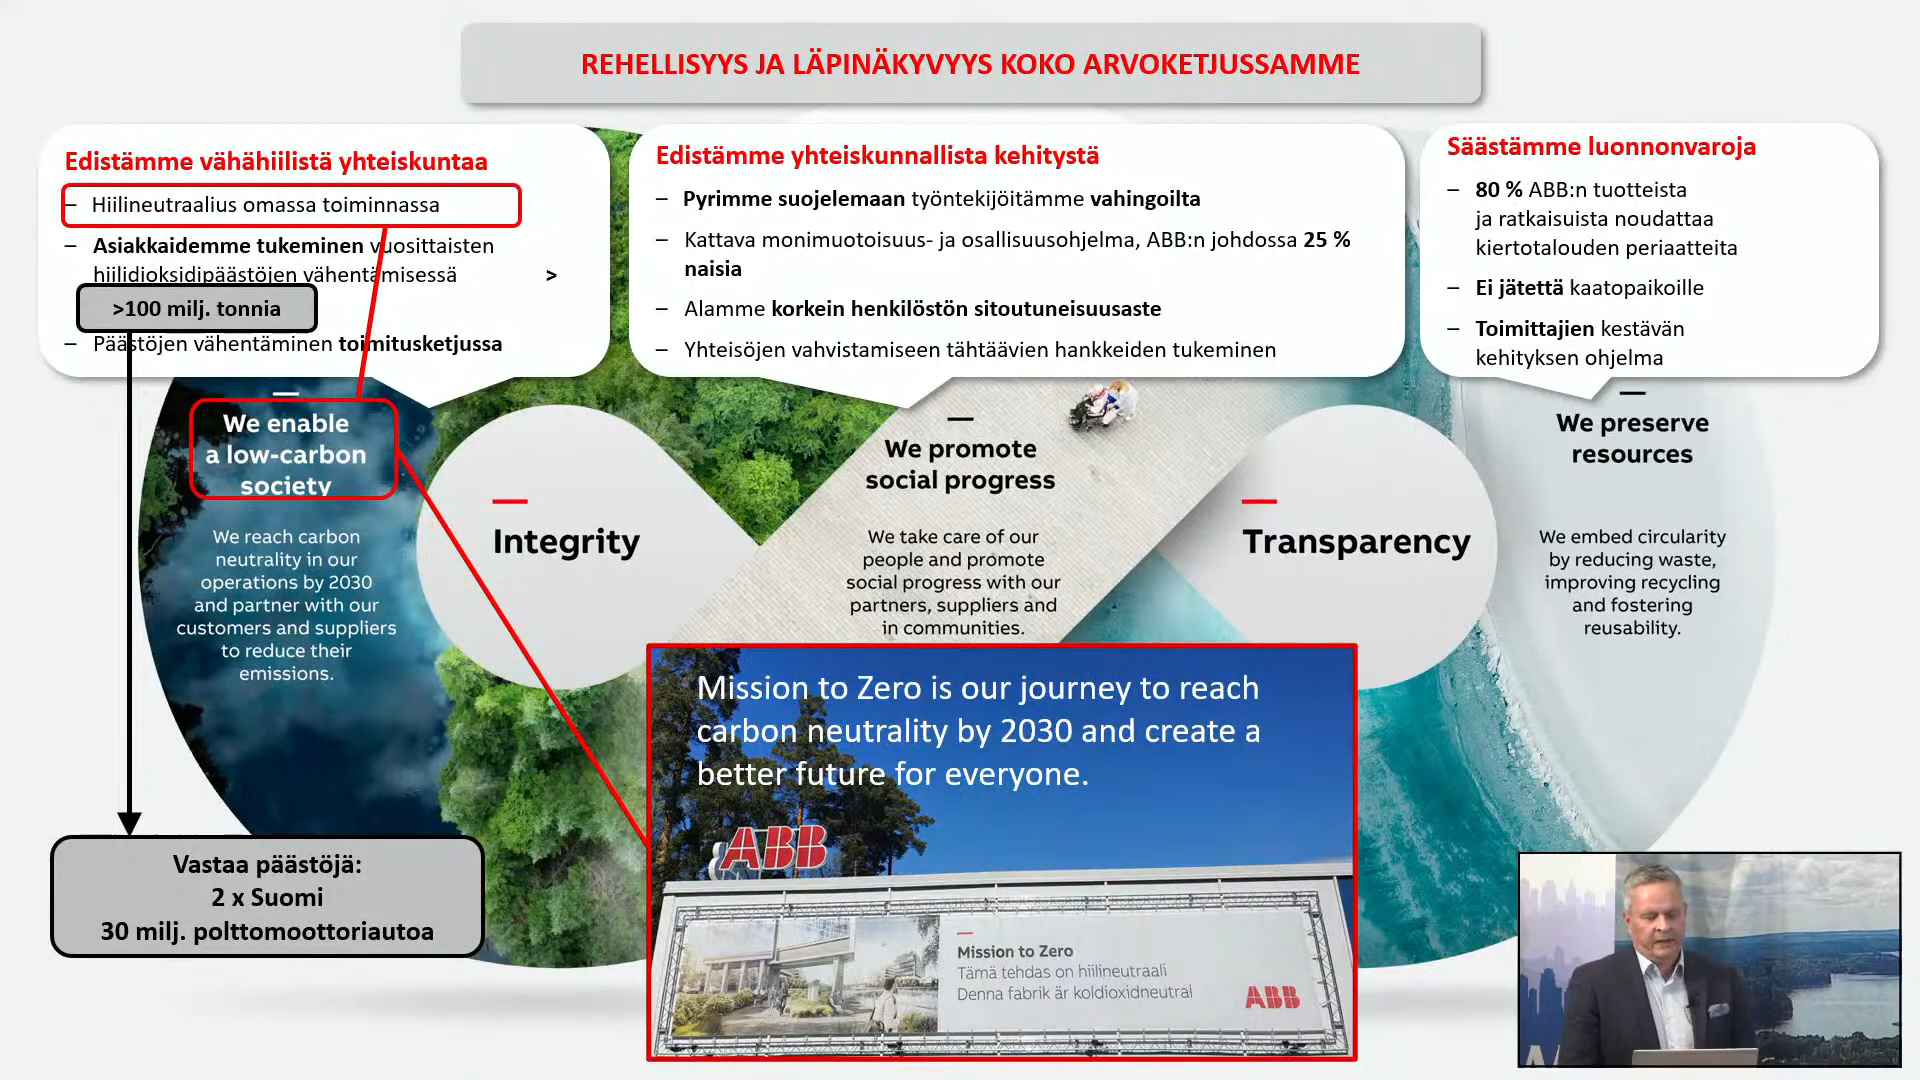 REHELLISYYS JA LÄPINÄKYVYYS KOKO ARVOKETJUSSAMME
Edistämme vähähiilistä yhteiskuntaa
– Hiilineutraalius omassa toiminnassa
– Asiakkaidemme tukeminen vuosittaisten
hiilidioksidipäästöjen vähentämisessä >
>100 milj. tonnia
– Päästöjen vähentäminen toimitusketjussa
Edistämme yhteiskunnallista kehitystä
– Pyrimme suojelemaan työntekijöitämme vahingoilta
– Kattava monimuotoisuus- ja osallisuusohjelma, ABB:n johdossa 25 %
naisia
– Alamme korkein henkilöstön sitoutuneisuusaste
– Yhteisöjen vahvistamiseen tähtäävien hankkeiden tukeminen
Säästämme luonnonvaroja
– 80 % ABB:n tuotteista
ja ratkaisuista noudattaa
kiertotalouden periaatteita
– Ei jätettä kaatopaikoille
– Toimittajien kestävän
kehityksen ohjelma
We enable
a low-carbon
society
We reach carbon
neutrality in our
operations by 2030
and partner with our
customers and suppliers
to reduce their
emissions.
Integrity
We promote
social progress
We take care of our
people and promote
social progress with our
partners, suppliers and
in communities.
Transparency
We preserve
resources
We embed circularity
by reducing waste,
improving recycling
and fostering
reusability.
Vastaa päästöjä:
2 x Suomi
30 milj. polttomoottoriautoa
Mission to Zero is our journey to reach
carbon neutrality by 2030 and create a
better future for everyone.
ABB
Mission to Zero
Tämä tehdas on hiilineutraali
Denna fabrik är koldioxidneutral
ABB